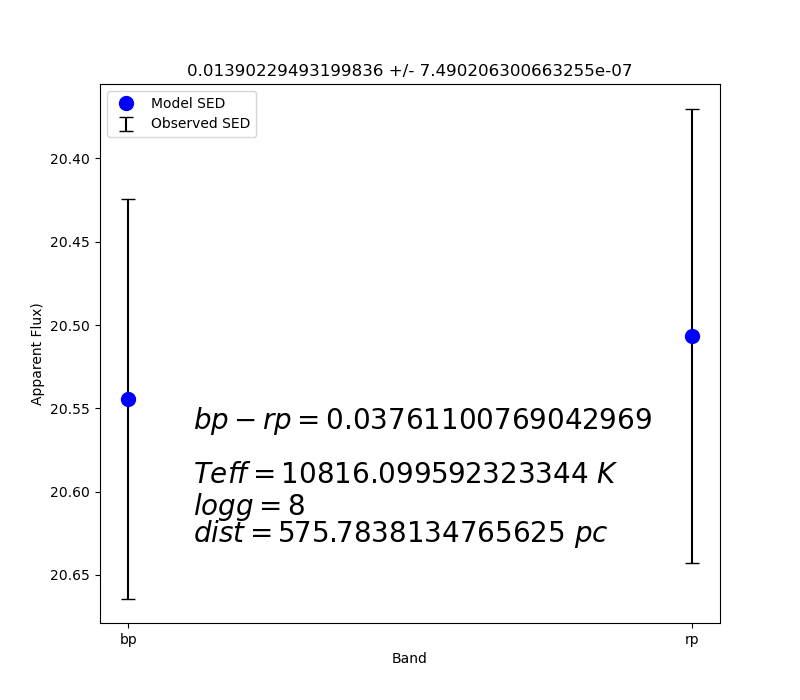 0.01390229493199836 +/- 7.490206300663255e-07
Model SED
Observed SED
20.40
20.45
20.50
20.55
20.60
20.65
Apparent Flux)
bp − rp = 0.03761100769042969
Teff = 10816.099592323344 K
logg = 8
dist = 575.7838134765625 pc
bp
rp
Band